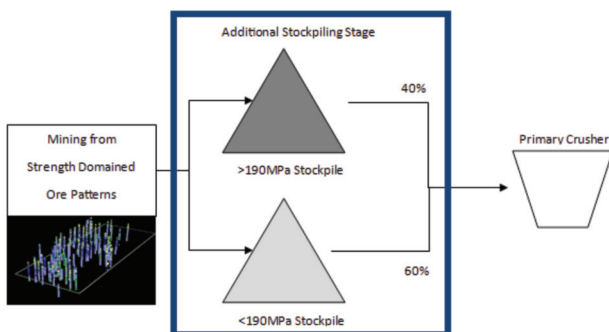 Additional Stockpiling Stage
40%
Mining from
Strength Domained
Ore Patterns
>190MPa Stockpile
Primary Crusher
60%
<190MPa Stockpile